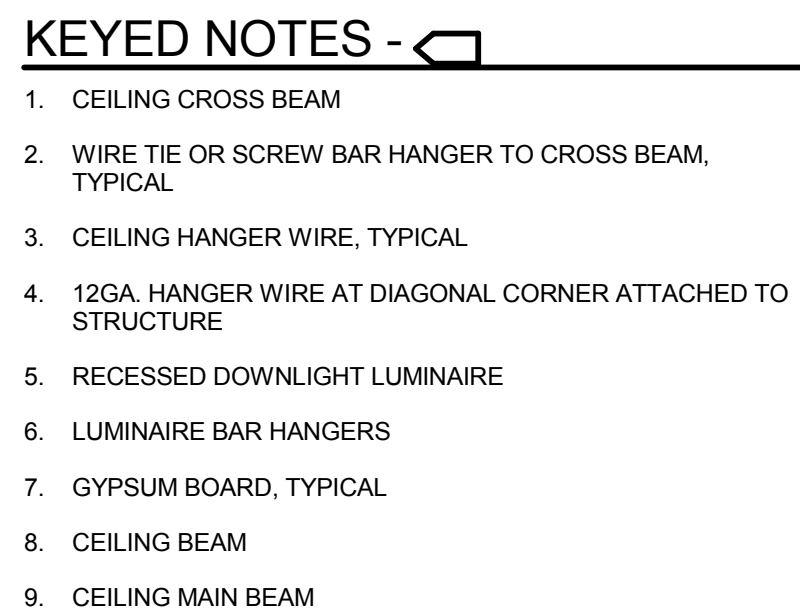 KEYED NOTES -
1. CEILING CROSS BEAM
2. WIRE TIE OR SCREW BAR HANGER TO CROSS BEAM,
TYPICAL
3. CEILING HANGER WIRE, TYPICAL
4. 12GA. HANGER WIRE AT DIAGONAL CORNER ATTACHED TO
STRUCTURE
5. RECESSED DOWNLIGHT LUMINAIRE
6. LUMINAIRE BAR HANGERS
7. GYPSUM BOARD, TYPICAL
8. CEILING BEAM
9. CEILING MAIN BEAM